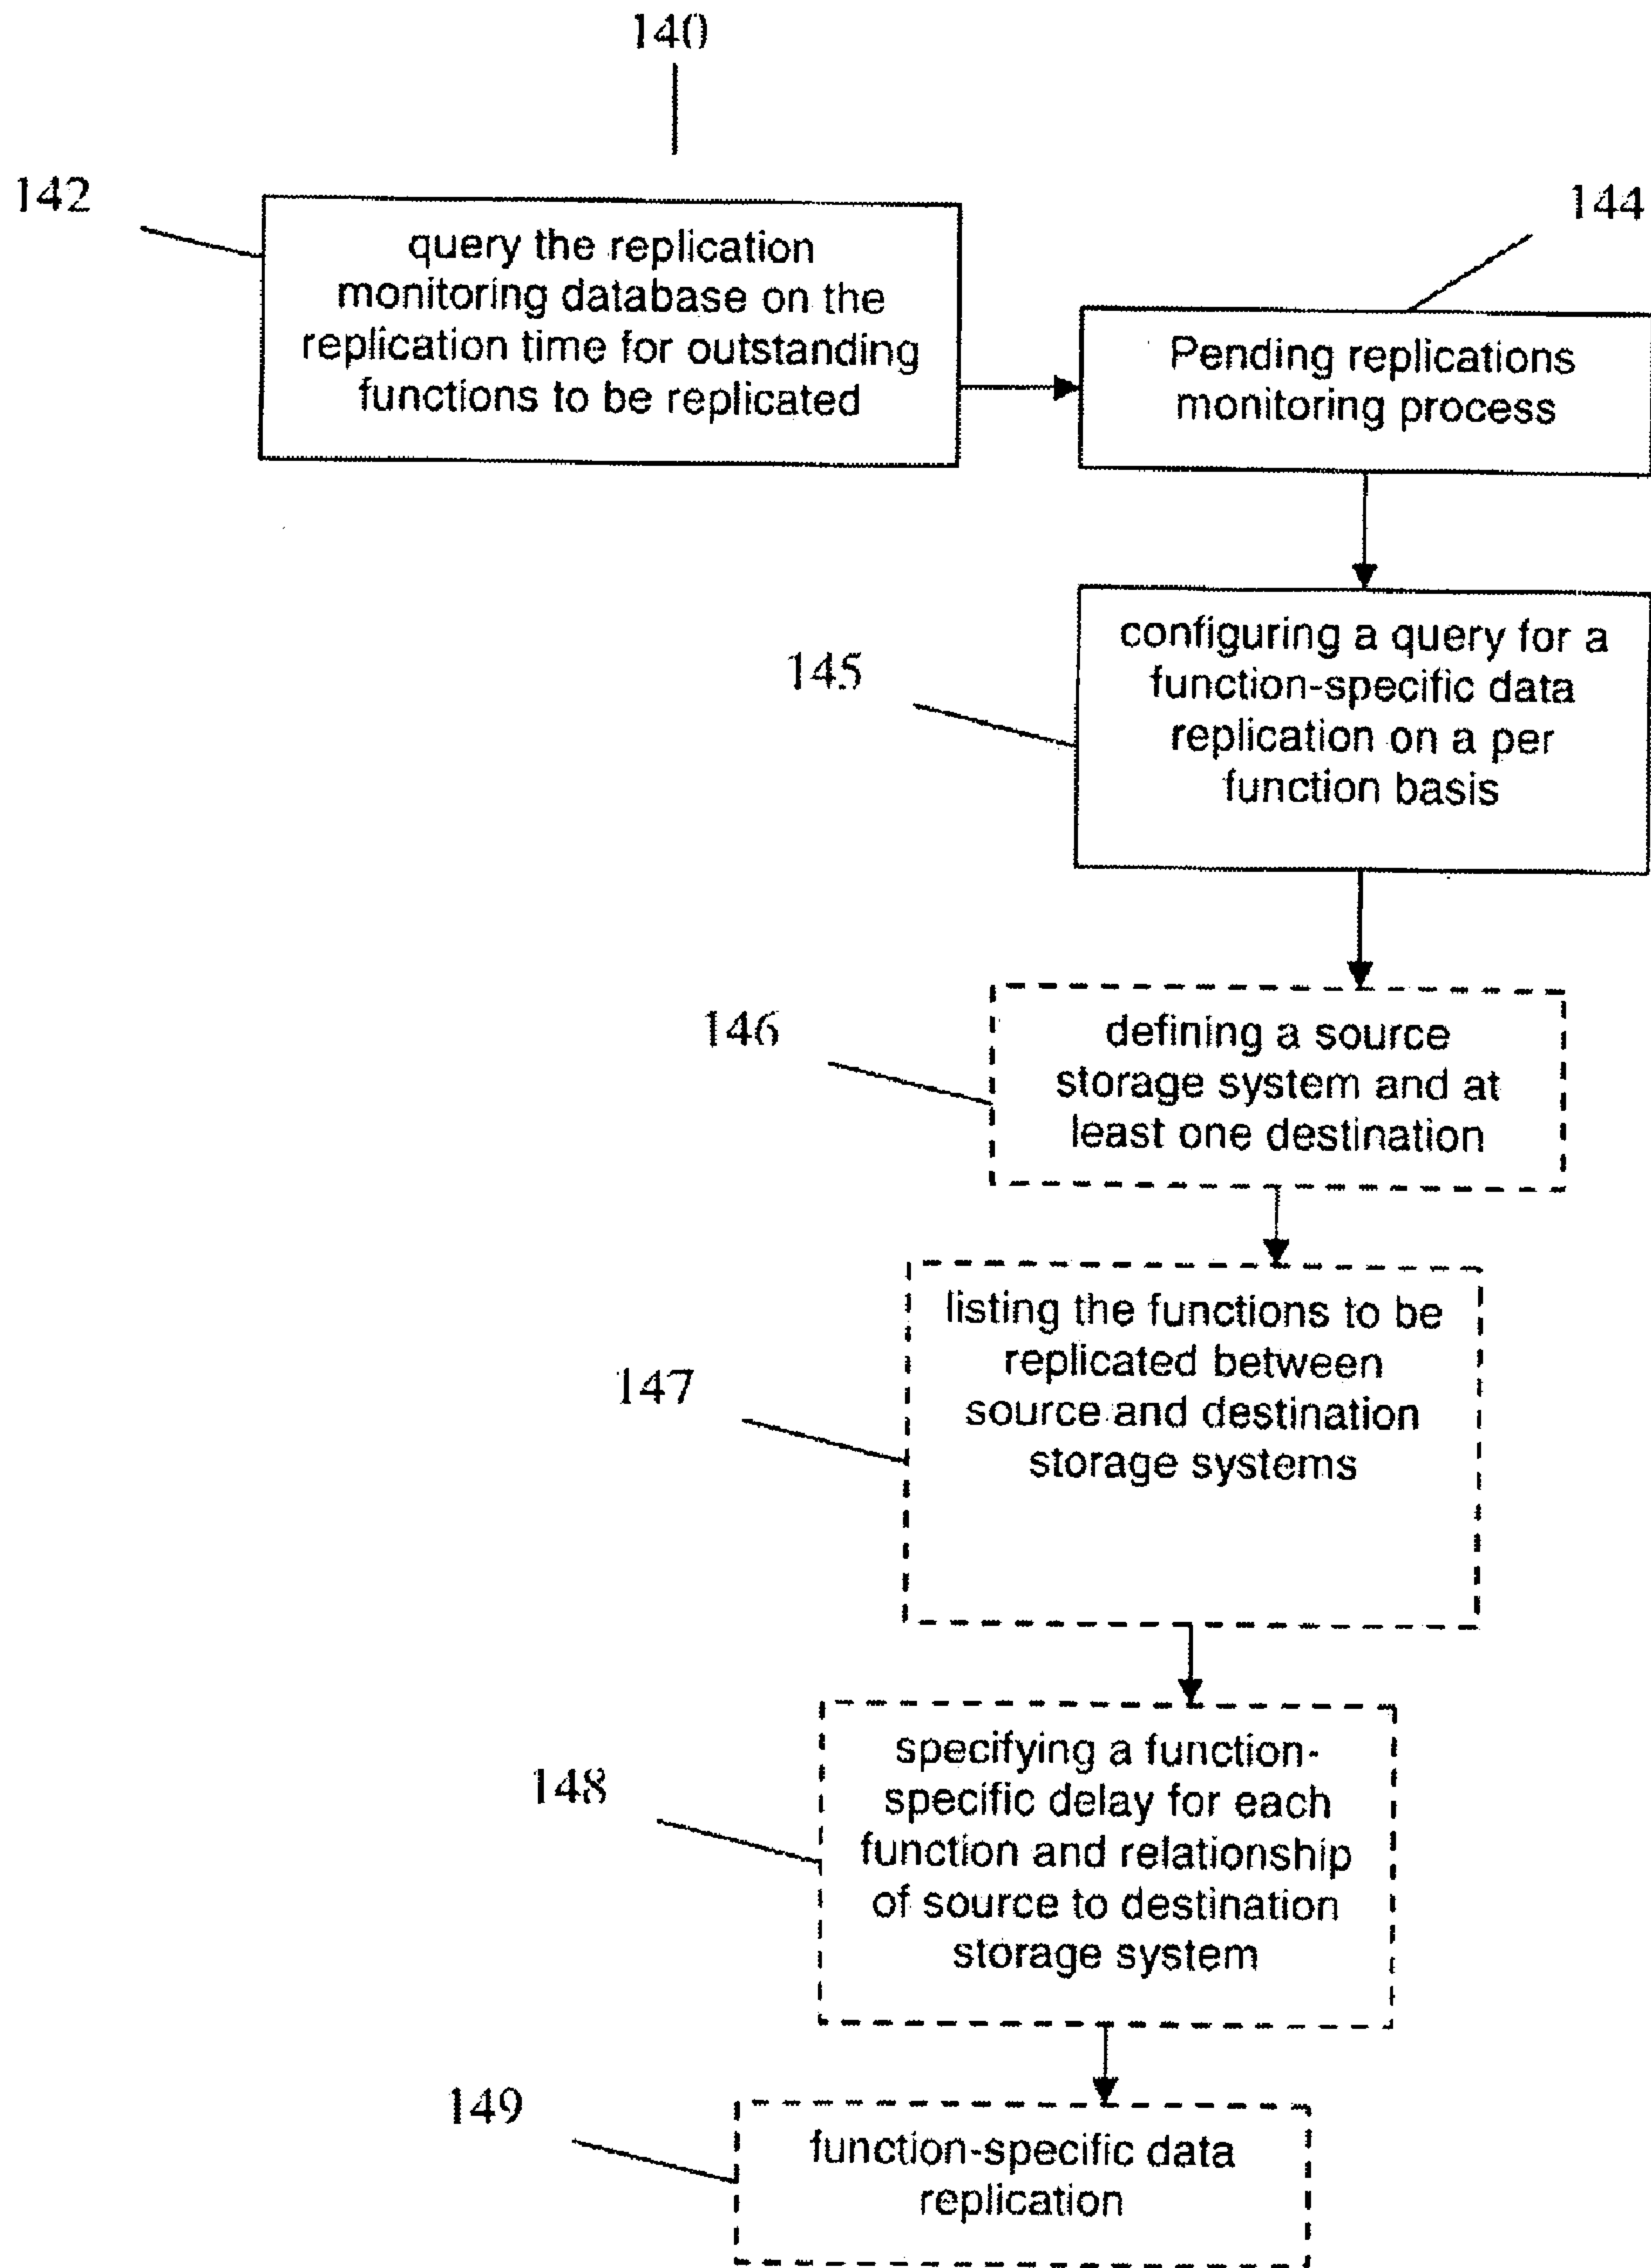 140
142
query the replication
monitoring database on the
replication time for outstanding
functions to be replicated
144
Pending replications
monitoring process
145
configuring a query for a
function-specific data
replication on a per
function basis
146
defining a source
storage system and at
least one destination
147
listing the functions to be
replicated between
source and destination
storage systems
148
specifying a function-
specific delay for each
function and relationship
of source to destination
storage system
149
function-specific data
replication